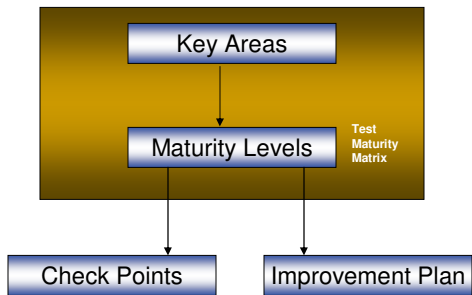 Key Areas
Maturity Levels
Test
Maturity
Matrix
Check Points
Improvement Plan